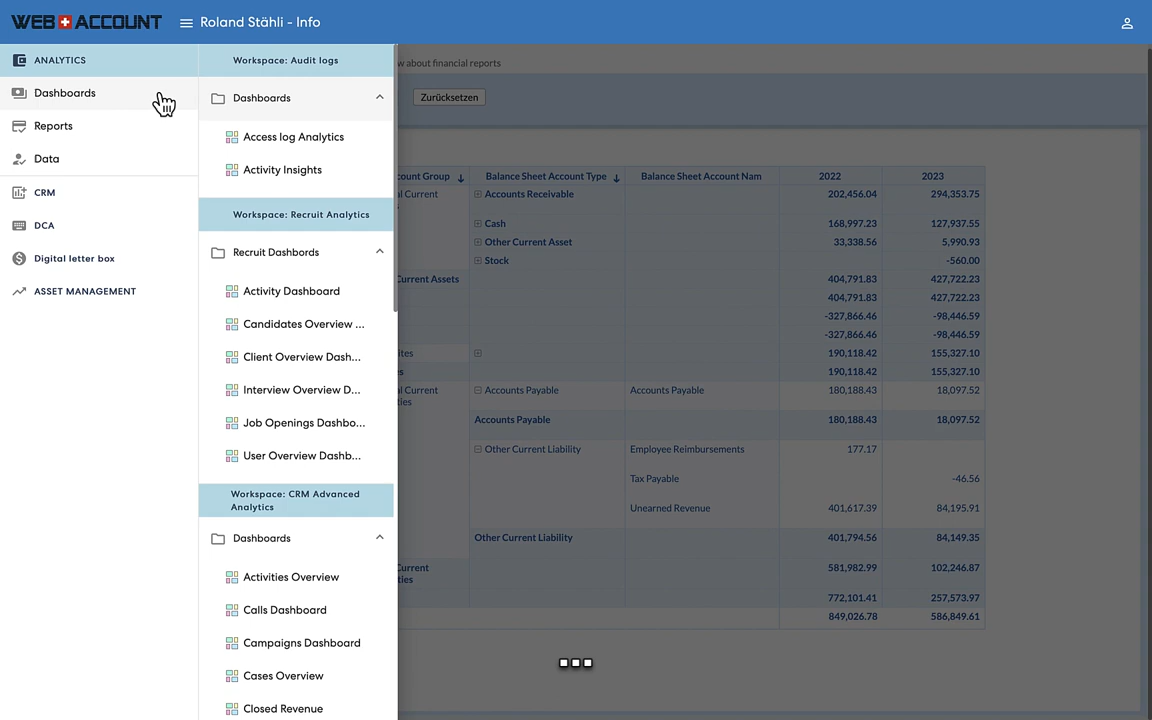 WEB ACCOUNT
Roland Stähli - Info
ANALYTICS
Dashboards
Reports
Data
CRM
DCA
Digital letter box
ASSET MANAGEMENT
Workspace: Audit logs
Dashboards
Access log Analytics
Activity Insights
Workspace: Recruit Analytics
Recruit Dashbords
Activity Dashboard
Candidates Overview ...
Client Overview Dash...
Interview Overview D...
Job Openings Dashbo...
User Overview Dashb...
Workspace: CRM Advanced
Analytics
Dashboards
Activities Overview
Calls Dashboard
Campaigns Dashboard
Cases Overview
Closed Revenue
about financial reports
Zurücksetzen
Group Balance Sheet Account Type Balance Sheet Account Nam 2022 2023
Current Accounts Receivable 202,456.04 294,353.75
Cash 168,997.23 127,937.55
Other Current Asset 33,338.56 5,990.93
Stock -560.00
Current Assets 404,791.83 427,722.23
404,791.83 427,722.23
-327,866.46 -98,446.59
-327,866.46 -98,446.59
190,118.42 155,327.10
190,118.42 155,327.10
Current Accounts Payable Accounts Payable 180,188.43 18,097.52
Accounts Payable 180,188.43 18,097.52
Other Current Liability Employee Reimbursements 177.17
Tax Payable -46.56
Unearned Revenue 401,617.39 84,195.91
Other Current Liability 401,794.56 84,149.35
Current 581,982.99 102,246.87
772,101.41 257,573.97
849,026.78 586,849.61